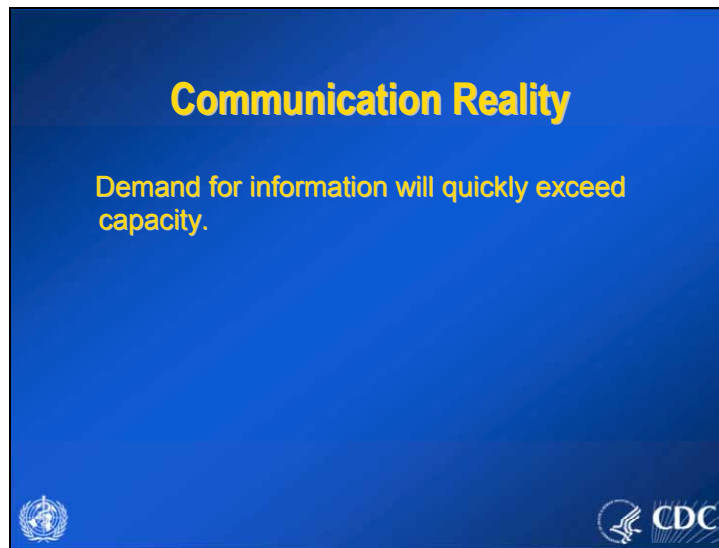 Communication Reality
Demand for information will quickly exceed
capacity.
CDC